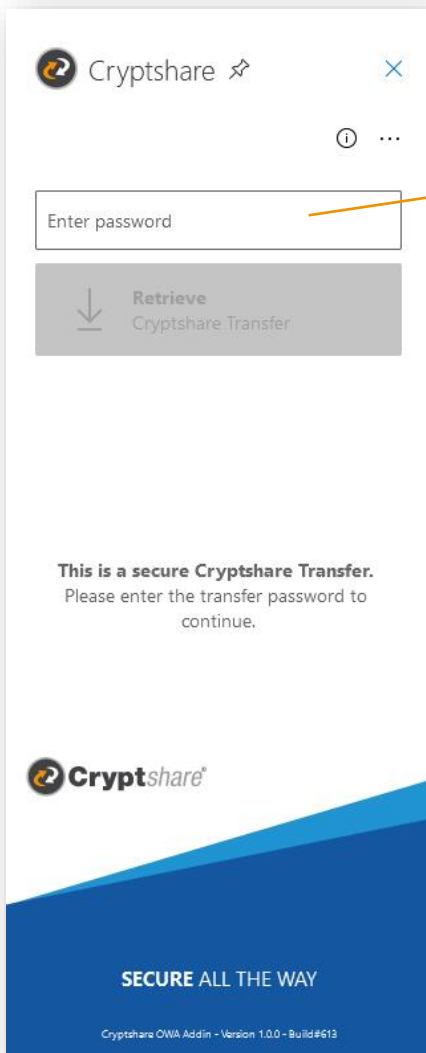 Cryptshare
Enter password
Retrieve
Cryptshare Transfer
This is a secure Cryptshare Transfer.
Please enter the transfer password to
continue.
Cryptshare®
SECURE ALL THE WAY
Cryptshare OWA Addin - Version 1.0.0 - Build#613